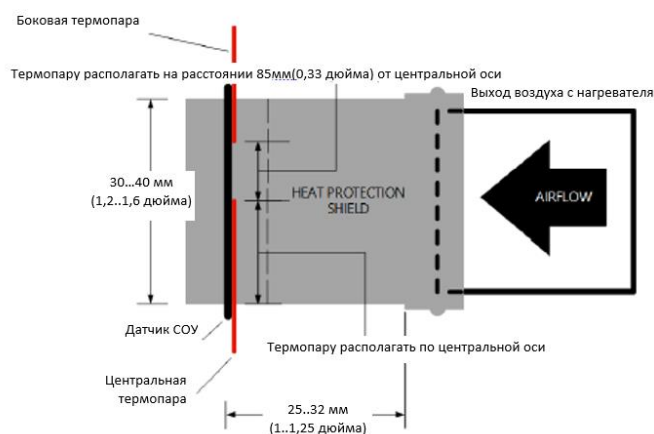 Боковая термопара
Термопару располагать на расстоянии 85мм(0,33 дюйма) от центральной оси
Выход воздуха с нагревателя
30...40 мм
(1,2..1,6 дюйма)
HEAT PROTECTION
SHIELD
AIRFLOW
Датчик СОУ
Термопару располагать по центральной оси
Центральная
термопара
25..32 мм
(1..1,25 дюйма)